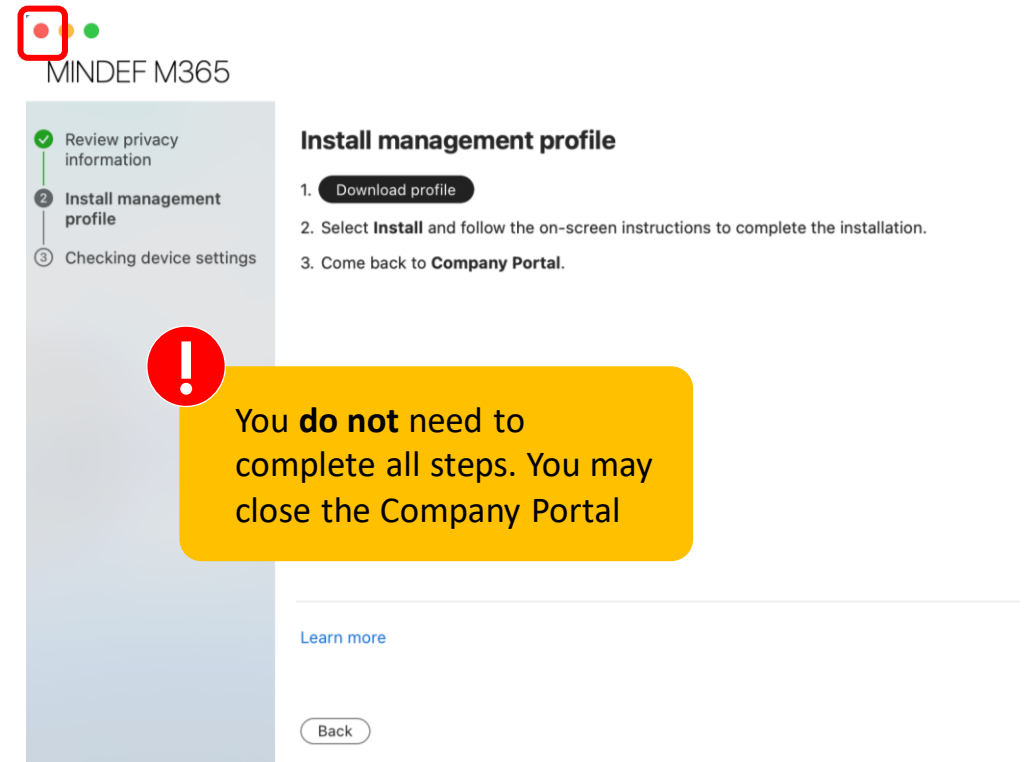 MINDEF M365
Review privacy
information
2 Install management
profile
3 Checking device settings
Install management profile
1. Download profile
2. Select Install and follow the on-screen instructions to complete the installation.
3. Come back to Company Portal.
!
You do not need to
complete all steps. You may
close the Company Portal
Learn more
Back